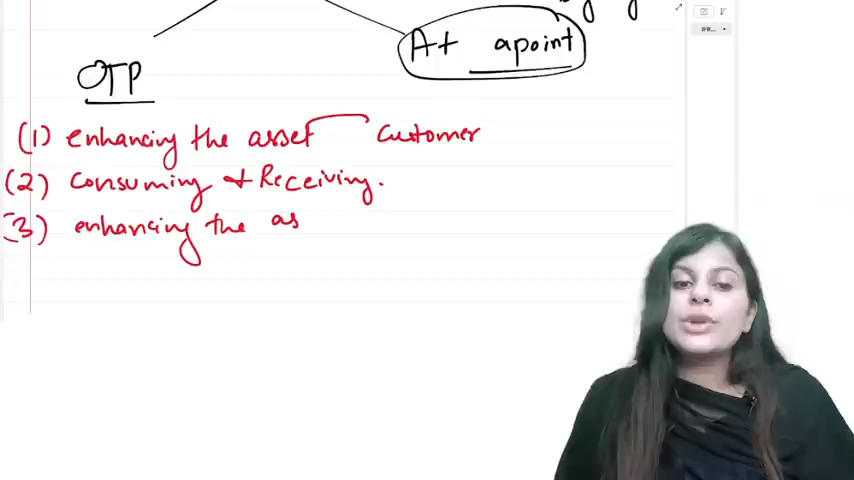 At apoint
OTP
(1) enhancing the asset customer
(2) Consuming & Receiving.
(3) enhancing the as